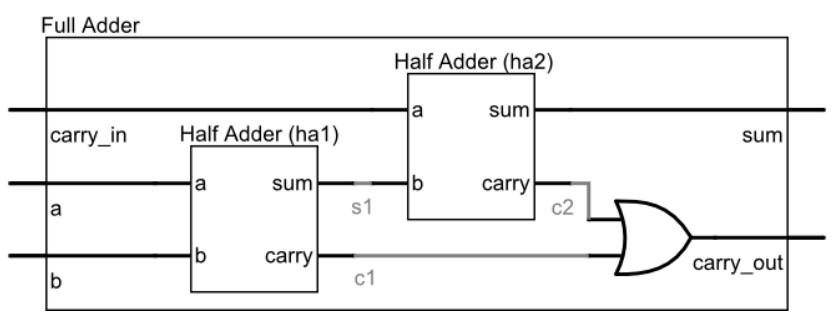 Full Adder
Half Adder (ha2)
a
sum
carry_in
Half Adder (ha1)
sum
a
sum
b
carry
a
s1
c2
b
carry
carry_out
b
c1